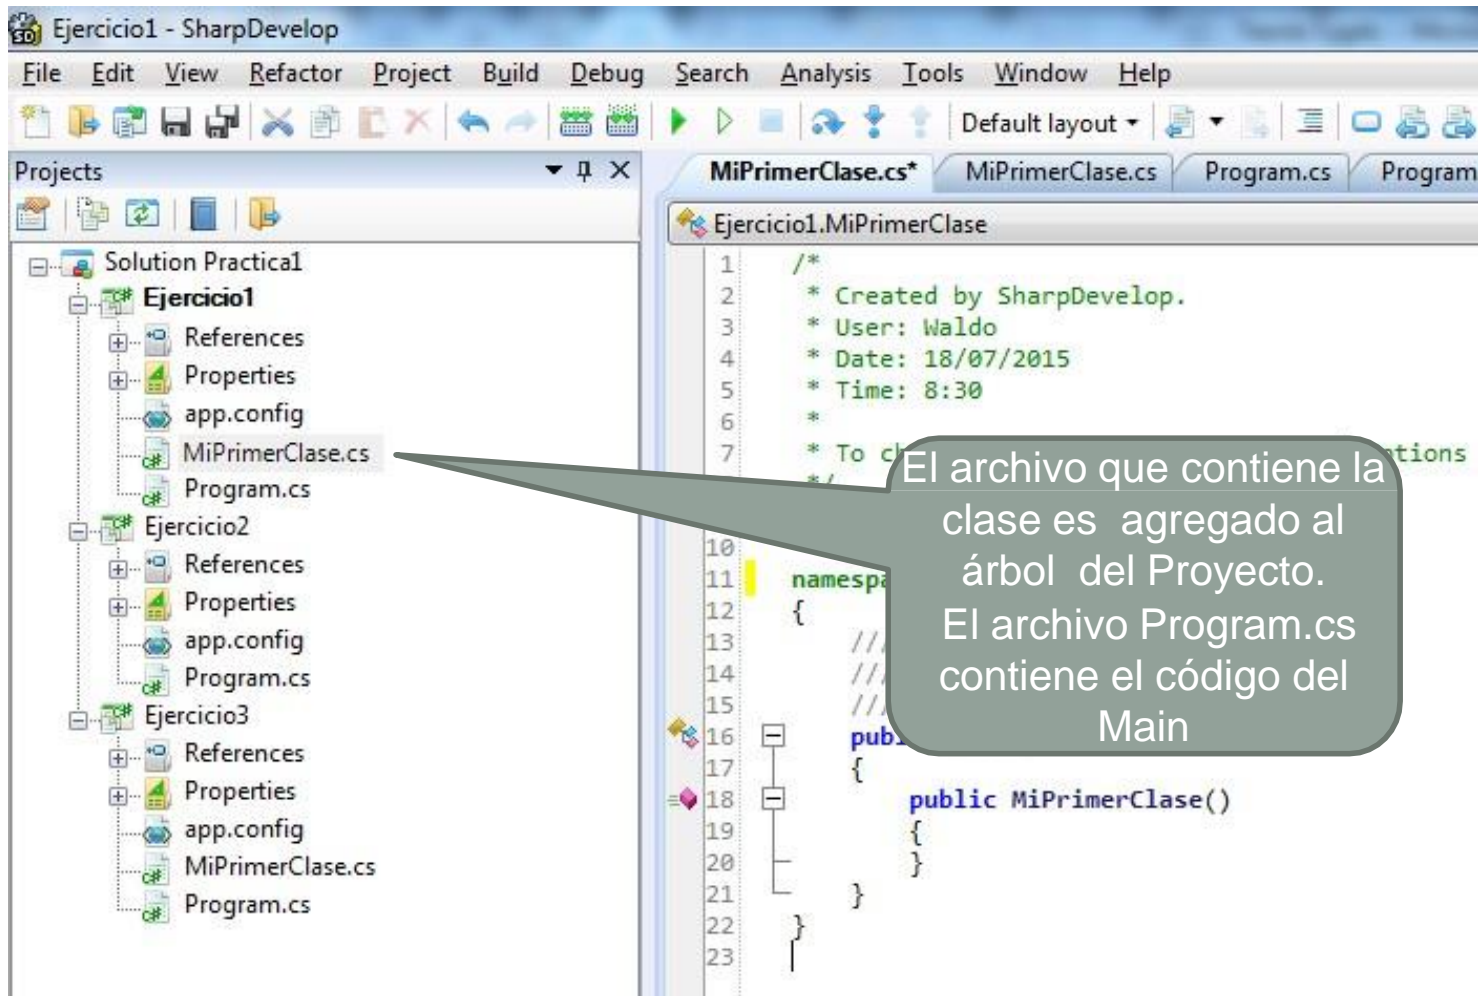 Ejercicio1 - SharpDevelop
File Edit View Refactor Project Build Debug Search Analysis Tools Window Help
Default layout
Projects
MiPrimerClase.cs* MiPrimerClase.cs Program.cs Program
Ejercicio1.MiPrimerClase
Solution Practica1
Ejercicio1
References
Properties
app.config
MiPrimerClase.cs
Program.cs
Ejercicio2
References
Properties
app.config
Program.cs
Ejercicio3
References
Properties
app.config
MiPrimerClase.cs
Program.cs
1 /*
2 * Created by SharpDevelop.
3 * User: Waldo
4 * Date: 18/07/2015
5 * Time: 8:30
6 *
7 * To
*/
10
11
12 {
13 ///
14 ///
15 ///
16
17 {
18 public MiPrimerClase()
19 {
20 }
21 }
22 }
23
El archivo que contiene la
clase es agregado al
árbol del Proyecto.
El archivo Program.cs
contiene el código del
Main